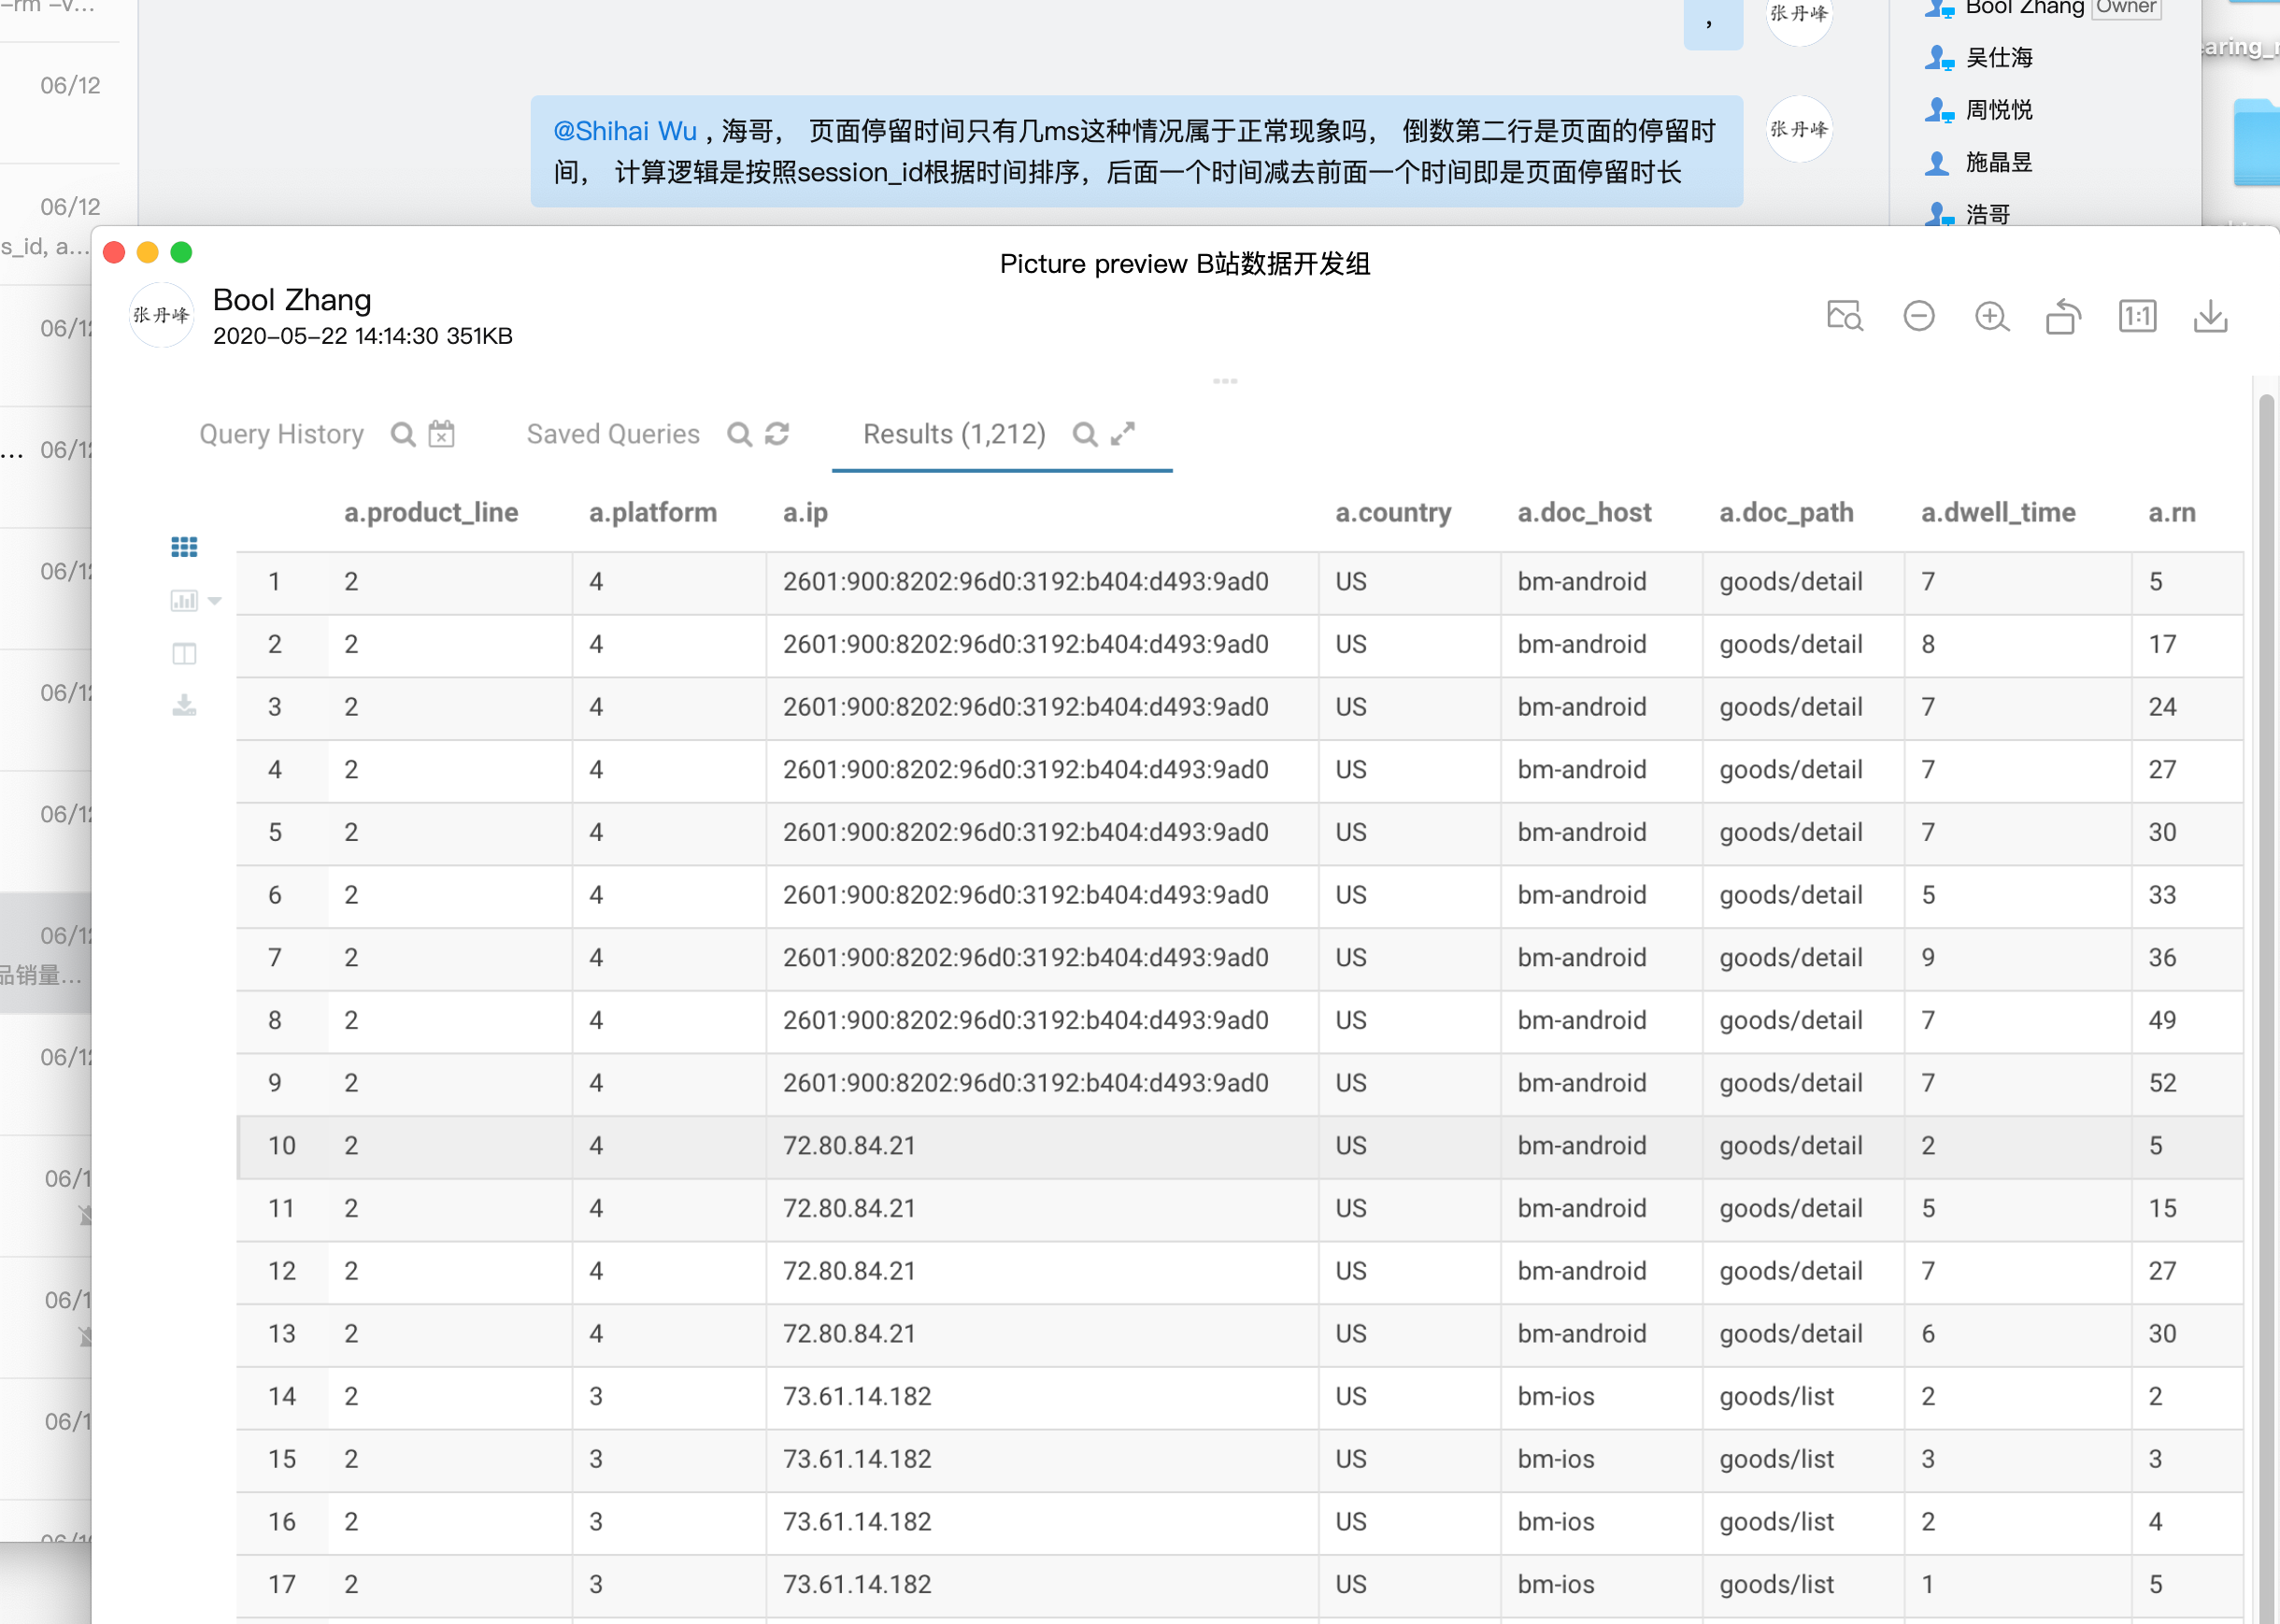 -rm -v...
06/12
06/12
s_id, a...
... 06/12
品销量...
,
张丹峰
@Shihai Wu , 海哥， 页面停留时间只有几ms这种情况属于正常现象吗， 倒数第二行是页面的停留时
间， 计算逻辑是按照session_id根据时间排序，后面一个时间减去前面一个时间即是页面停留时长
张丹峰
Bool Zhang Owner
吴仕海
周悦悦
施晶昱
浩哥
Picture preview B站数据开发组
张丹峰
Bool Zhang
2020-05-22 14:14:30 351KB
1:1
Query History Saved Queries Results (1,212)
a.product_line a.platform a.ip a.country a.doc_host a.doc_path a.dwell_time a.rn
1 2 4 2601:900:8202:96d0:3192:b404:d493:9ad0 US bm-android goods/detail 7 5
2 2 4 2601:900:8202:96d0:3192:b404:d493:9ad0 US bm-android goods/detail 8 17
3 2 4 2601:900:8202:96d0:3192:b404:d493:9ad0 US bm-android goods/detail 7 24
4 2 4 2601:900:8202:96d0:3192:b404:d493:9ad0 US bm-android goods/detail 7 27
5 2 4 2601:900:8202:96d0:3192:b404:d493:9ad0 US bm-android goods/detail 7 30
6 2 4 2601:900:8202:96d0:3192:b404:d493:9ad0 US bm-android goods/detail 5 33
7 2 4 2601:900:8202:96d0:3192:b404:d493:9ad0 US bm-android goods/detail 9 36
8 2 4 2601:900:8202:96d0:3192:b404:d493:9ad0 US bm-android goods/detail 7 49
9 2 4 2601:900:8202:96d0:3192:b404:d493:9ad0 US bm-android goods/detail 7 52
10 2 4 72.80.84.21 US bm-android goods/detail 2 5
11 2 4 72.80.84.21 US bm-android goods/detail 5 15
12 2 4 72.80.84.21 US bm-android goods/detail 7 27
13 2 4 72.80.84.21 US bm-android goods/detail 6 30
14 2 3 73.61.14.182 US bm-ios goods/list 2 2
15 2 3 73.61.14.182 US bm-ios goods/list 3 3
16 2 3 73.61.14.182 US bm-ios goods/list 2 4
17 2 3 73.61.14.182 US bm-ios goods/list 1 5